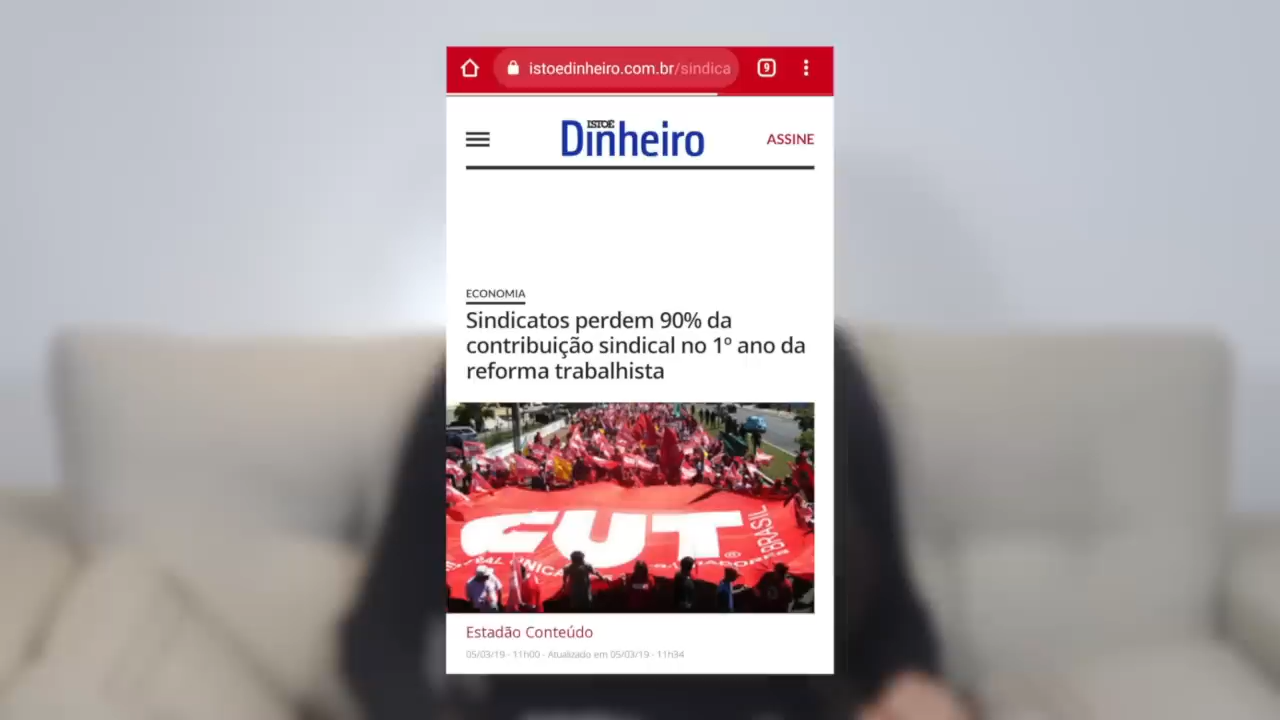 istoedinheiro.com.br/sindica
9
ISTOÉ
Dinheiro
ASSINE
ECONOMIA
Sindicatos perdem 90% da
contribuição sindical no 1º ano da
reforma trabalhista
CUT
BRASIL
Estadão Conteúdo
05/03/19 - 11h00 - Atualizado em 05/03/19 - 11h34